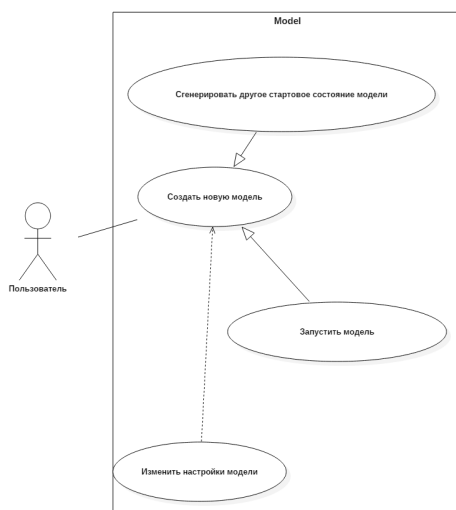 Model
Сгенерировать другое стартовое состояние модели
Создать новую модель
Пользователь
Запустить модель
Изменить настройки модели